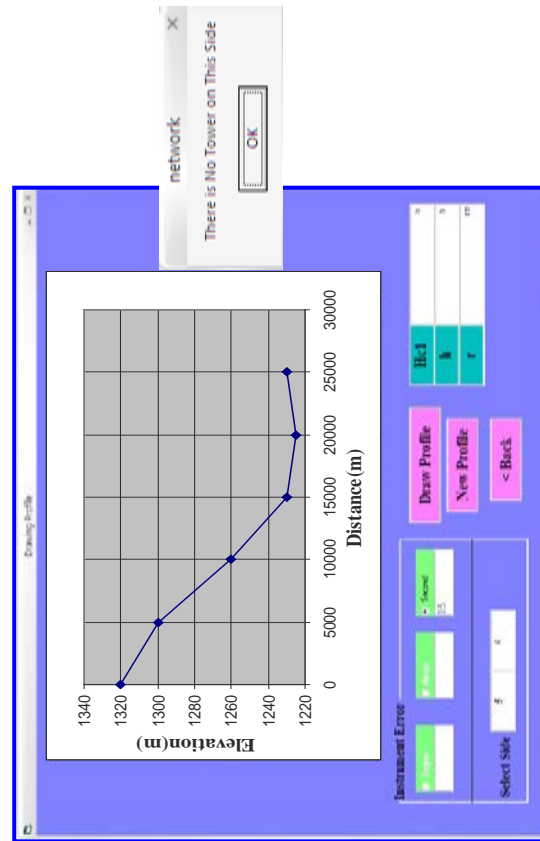 Drawing Profile
network
There is No Tower on This Side
OK
Elevation(m)
1340
1320
1300
1280
1260
1240
1220
0
5000
10000
15000
20000
25000
30000
Distance(m)
Instrument Error
Second
Select Side
Draw Profile
New Profile
< Back
Hc1
h
r